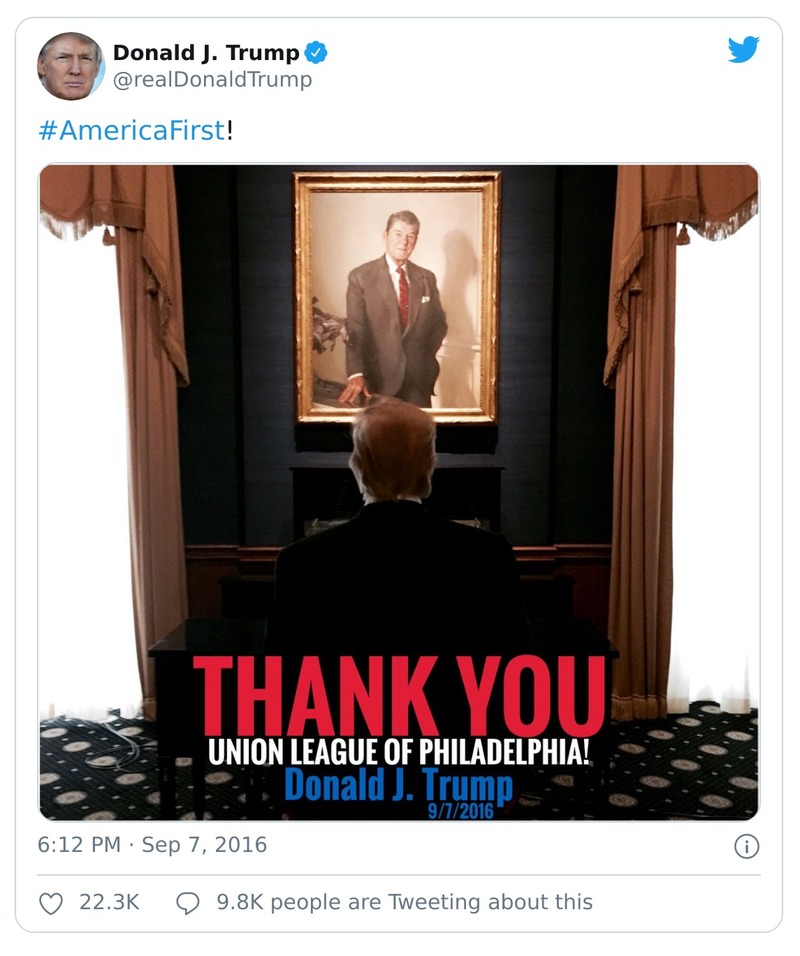 Donald J. Trump
@realDonaldTrump
#AmericaFirst!
THANK YOU
UNION LEAGUE OF PHILADELPHIA!
Donald J. Trump
9/7/2016
6:12 PM · Sep 7, 2016
22.3K
9.8K people are Tweeting about this